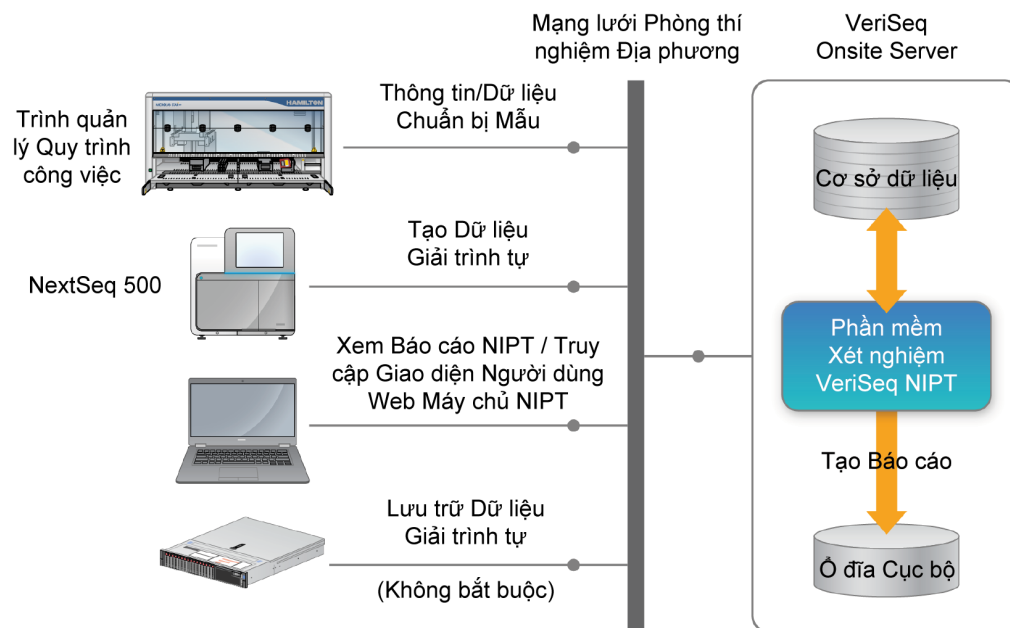 Mạng lưới Phòng thí
nghiệm Địa phương
VeriSeq
Onsite Server
Trình quản
lý Quy trình
công việc
HAMILTON
Thông tin/Dữ liệu
Chuẩn bị Mẫu
Cơ sở dữ liệu
NextSeq 500
Tạo Dữ liệu
Giải trình tự
Phần mềm
Xét nghiệm
VeriSeq NIPT
Xem Báo cáo NIPT / Truy
cập Giao diện Người dùng
Web Máy chủ NIPT
Tạo Báo cáo
Lưu trữ Dữ liệu
Giải trình tự
(Không bắt buộc)
Ổ đĩa Cục bộ